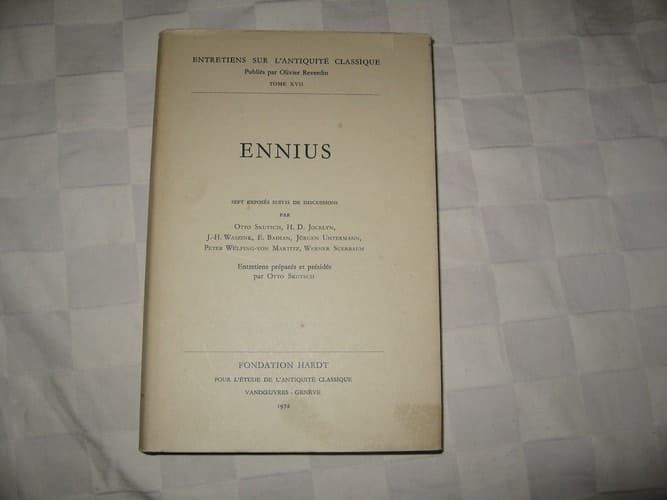 ENTRETIENS SUR L'ANTIQUITÉ CLASSIQUE
Publiés par Olivier Reverdin
TOME XVII
ENNIUS
SEPT EXPOSÉS SUIVIS DE DISCUSSIONS
PAR
OTTO SKUTSCH, H. D. JOCELYN,
J.-H. WASZINK, E. BADIAN, JÜRGEN UNTERMANN,
PETER WÜLFING-VON MARTITZ, WERNER SUERBAUM
Entretiens préparés et présidés
par OTTO SKUTSCH
FONDATION HARDT
POUR L'ÉTUDE DE L'ANTIQUITÉ CLASSIQUE
VANDŒUVRES - GENÈVE
1972